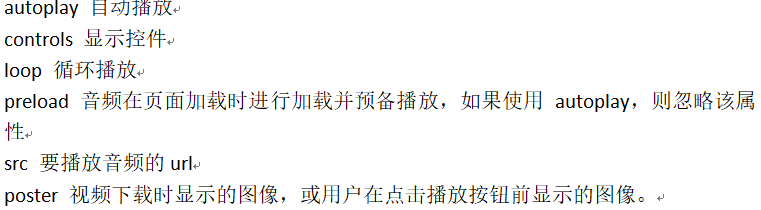 autoplay 自动播放
controls 显示控件
loop 循环播放
preload 音频在页面加载时进行加载并预备播放，如果使用 autoplay，则忽略该属
性
src 要播放音频的 url
poster 视频下载时显示的图像，或用户在点击播放按钮前显示的图像。